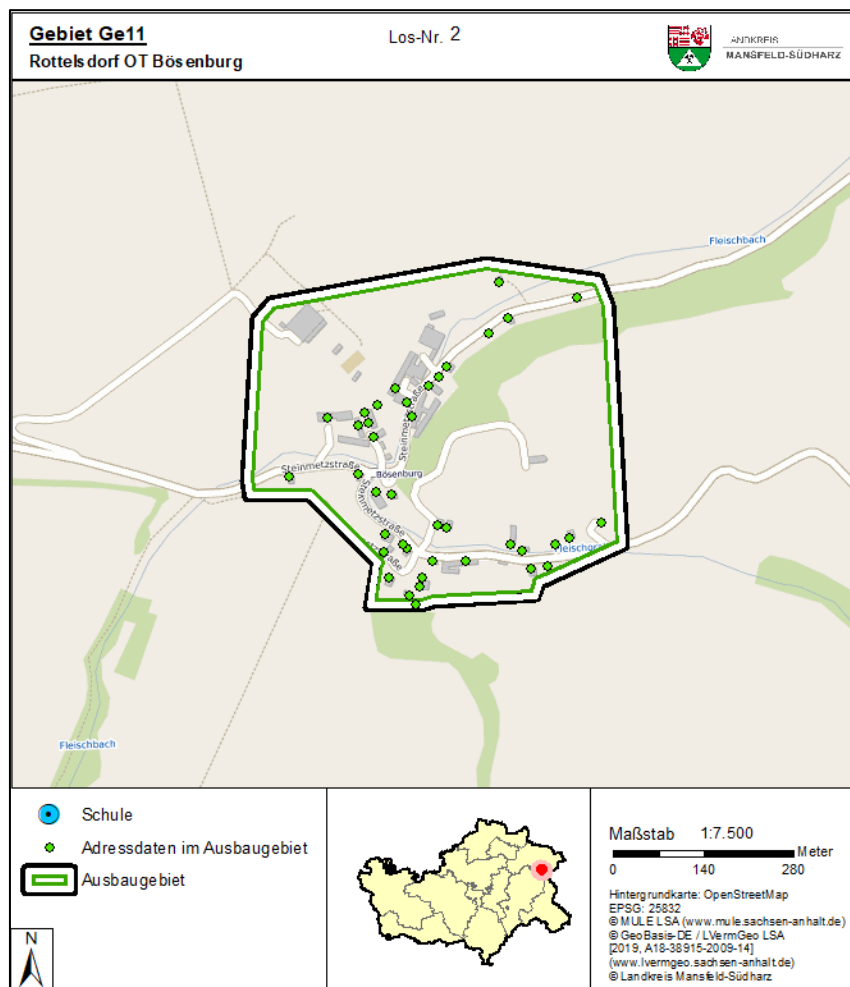 Gebiet Ge11
Los-Nr. 2
Rottelsdorf OT Bösenburg
ANDKREIS
MANSFELD-SÜDHARZ
Fleischbach
Steinmetzstraße
Steinmetzstraße
Bösenburg
Steinmetzstraße
Fleischbach
Schule
Adressdaten im Ausbaugebiet
Ausbaugebiet
N
Maßstab 1:7.500
Meter
0 140 280
Hintergrundkarte: OpenStreetMap
EPSG: 25832
© MULE LSA (www.mule.sachsen-anhalt.de)
© GeoBasis-DE / LVermGeo LSA
[2019, A18-38915-2009-14]
(www.lvermgeo.sachsen-anhalt.de)
© Landkreis Mansfeld-Südharz